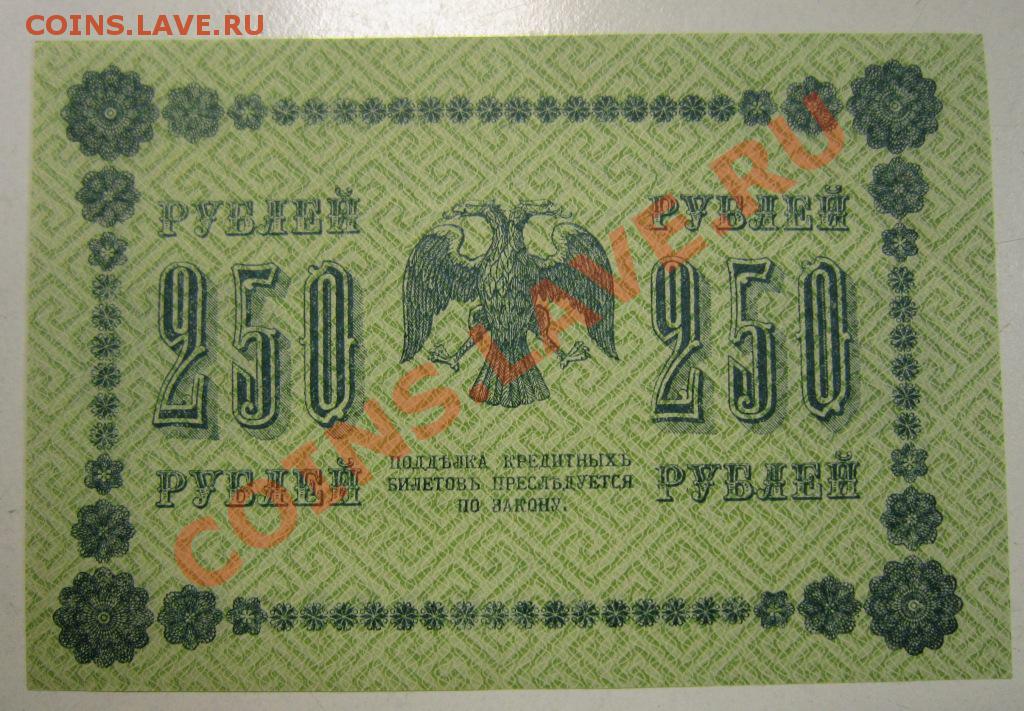 COINS.LAVE.RU
РУБЛЕЙ
250
РУБЛЕЙ
РУБЛЕЙ
250
РУБЛЕЙ
ПОДДѢЛКА КРЕДИТНЫХЪ
БИЛЕТОВЪ ПРЕСЛѢДУЕТСЯ
ПО ЗАКОНУ.
COINS.LAVE.RU